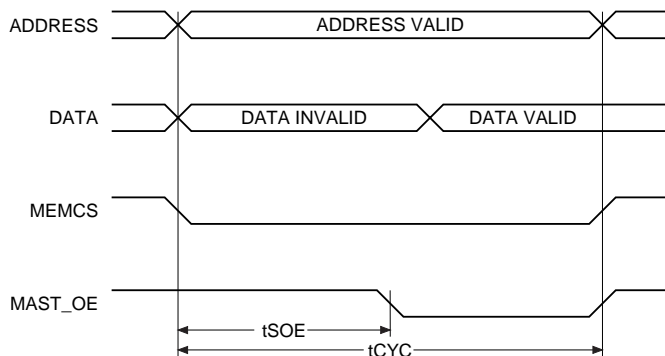 ADDRESS
ADDRESS VALID
DATA
DATA INVALID
DATA VALID
MEMCS
MAST_OE
tSOE
tCYC